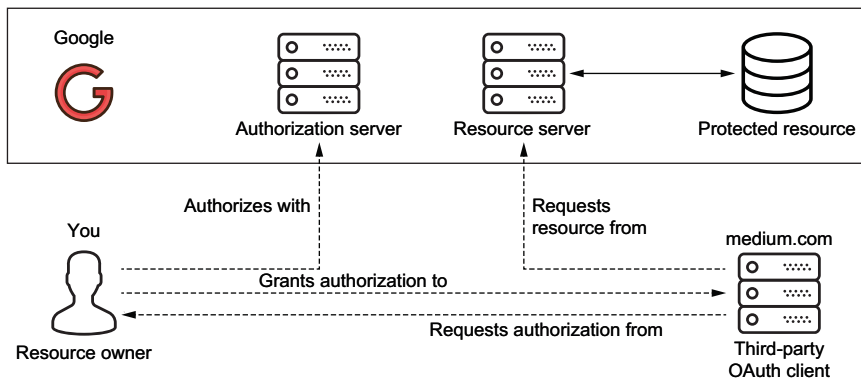 Google
Authorization server
Resource server
Protected resource
Authorizes with
Requests
resource from
You
medium.com
Grants authorization to
Requests authorization from
Resource owner
Third-party
OAuth client